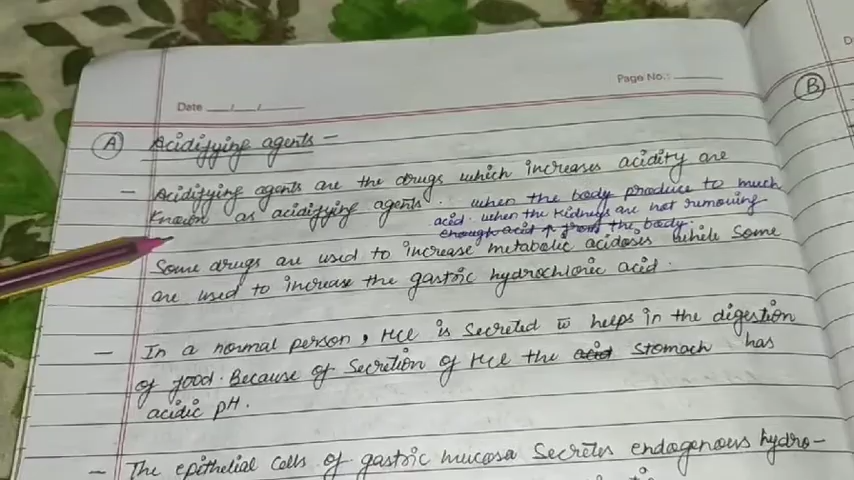 Page No.:
Date / /
B
D
A Acidifying agents -
- Acidifying agents are the drugs which increases acidity are
known as acidifying agents. when the body produce to much
acid. when the kidneys are not removing
enough acid from the body.
Some drugs are used to increase metabolic acidoses while Some
are used to increase the gastric hydrochloric acid.
- In a normal person, HCl is Secreted w̄ helps in the digestion
of food. Because of Secretion of HCl the acid Stomach has
acidic pH.
- The epithelial Cells of gastric mucosa Secretes endogenous hydro-